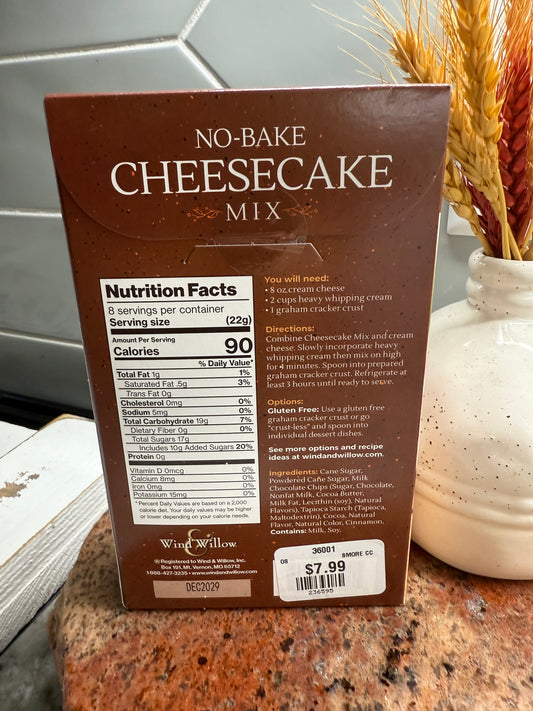 NO-BAKE
CHEESECAKE
MIX
Nutrition Facts
8 servings per container
Serving size (22g)
Amount Per Serving
Calories 90
% Daily Value*
Total Fat 1g 1%
Saturated Fat .5g 3%
Trans Fat 0g
Cholesterol 0mg 0%
Sodium 5mg 0%
Total Carbohydrate 19g 7%
Dietary Fiber 0g 0%
Total Sugars 17g
Includes 10g Added Sugars 20%
Protein 0g
Vitamin D 0mcg 0%
Calcium 8mg 0%
Iron 0mg 0%
Potassium 15mg 0%
*Percent Daily Values are based on a 2,000
calorie diet. Your daily values may be higher
or lower depending on your calorie needs.
You will need:
• 8 oz.cream cheese
• 2 cups heavy whipping cream
• 1 graham cracker crust
Directions:
Combine Cheesecake Mix and cream
cheese. Slowly incorporate heavy
whipping cream then mix on high
for 4 minutes. Spoon into prepared
graham cracker crust. Refrigerate at
least 3 hours until ready to serve.
Options:
Gluten Free: Use a gluten free
graham cracker crust or go
"crust-less" and spoon into
individual dessert dishes.
See more options and recipe
ideas at windandwillow.com.
Ingredients: Cane Sugar,
Powdered Cane Sugar, Milk
Chocolate Chips (Sugar, Chocolate,
Nonfat Milk, Cocoa Butter,
Milk Fat, Lecithin (soy), Natural
Flavors), Tapioca Starch (Tapioca,
Maltodextrin), Cocoa, Natural
Flavor, Natural Color, Cinnamon.
Contains: Milk, Soy.
Wind & Willow
® Registered to Wind & Willow, Inc.
Box 191, Mt. Vernon, MO 65712
1-888-427-3235 • www.windandwillow.com
DEC2029
36001
OS SMORE CC
$7.99
236595